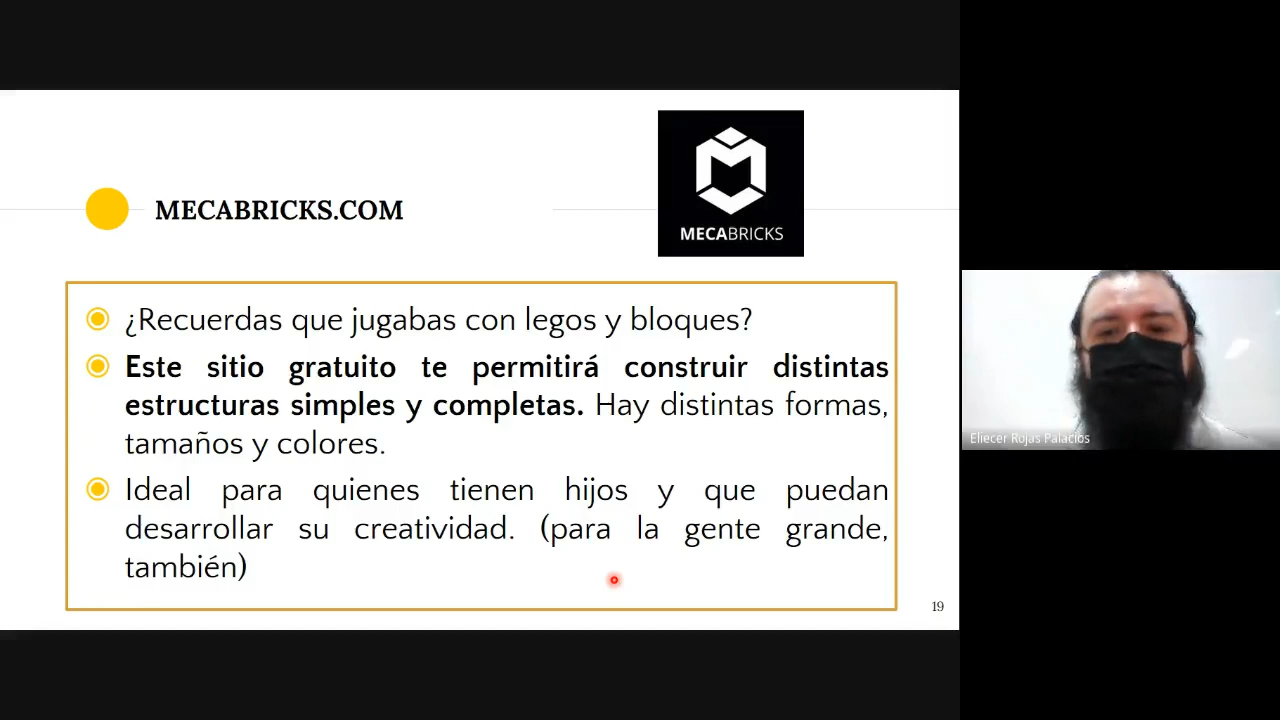 MECABRICKS.COM
MECABRICKS
¿Recuerdas que jugabas con legos y bloques?
Este sitio gratuito te permitirá construir distintas
estructuras simples y completas. Hay distintas formas,
tamaños y colores.
Ideal para quienes tienen hijos y que puedan
desarrollar su creatividad. (para la gente grande,
también)
19
Eliecer Rojas Palacios